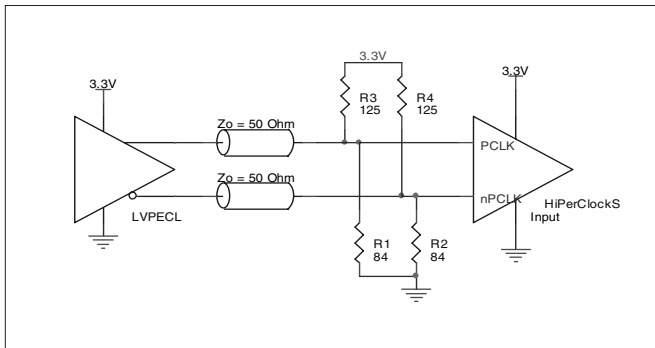 3.3V
3.3V
3.3V
R3
125
R4
125
Zo = 50 Ohm
PCLK
Zo = 50 Ohm
nPCLK
HiPerClockS
Input
LVPECL
R1
84
R2
84